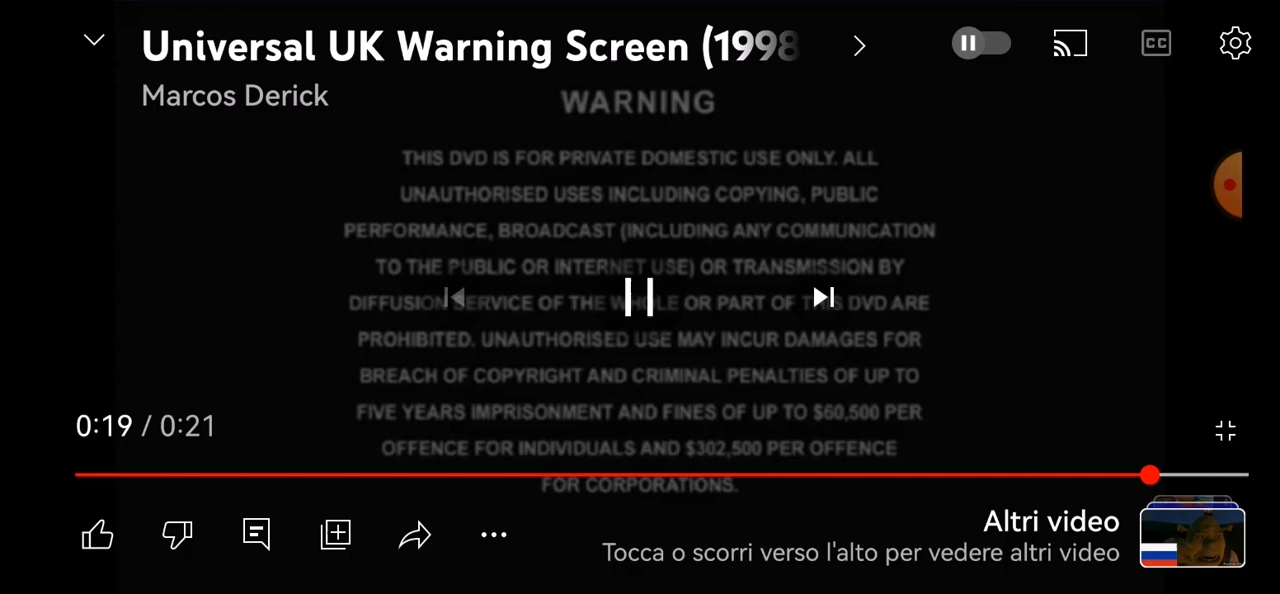 Universal UK Warning Screen (1998
Marcos Derick
CC
WARNING
THIS DVD IS FOR PRIVATE DOMESTIC USE ONLY. ALL
UNAUTHORISED USES INCLUDING COPYING, PUBLIC
PERFORMANCE, BROADCAST (INCLUDING ANY COMMUNICATION
TO THE PUBLIC OR INTERNET USE) OR TRANSMISSION BY
DIFFUSION SERVICE OF THE WHOLE OR PART OF THIS DVD ARE
PROHIBITED. UNAUTHORISED USE MAY INCUR DAMAGES FOR
BREACH OF COPYRIGHT AND CRIMINAL PENALTIES OF UP TO
FIVE YEARS IMPRISONMENT AND FINES OF UP TO $60,500 PER
OFFENCE FOR INDIVIDUALS AND $302,500 PER OFFENCE
FOR CORPORATIONS.
0:19 / 0:21
Altri video
Tocca o scorri verso l'alto per vedere altri video